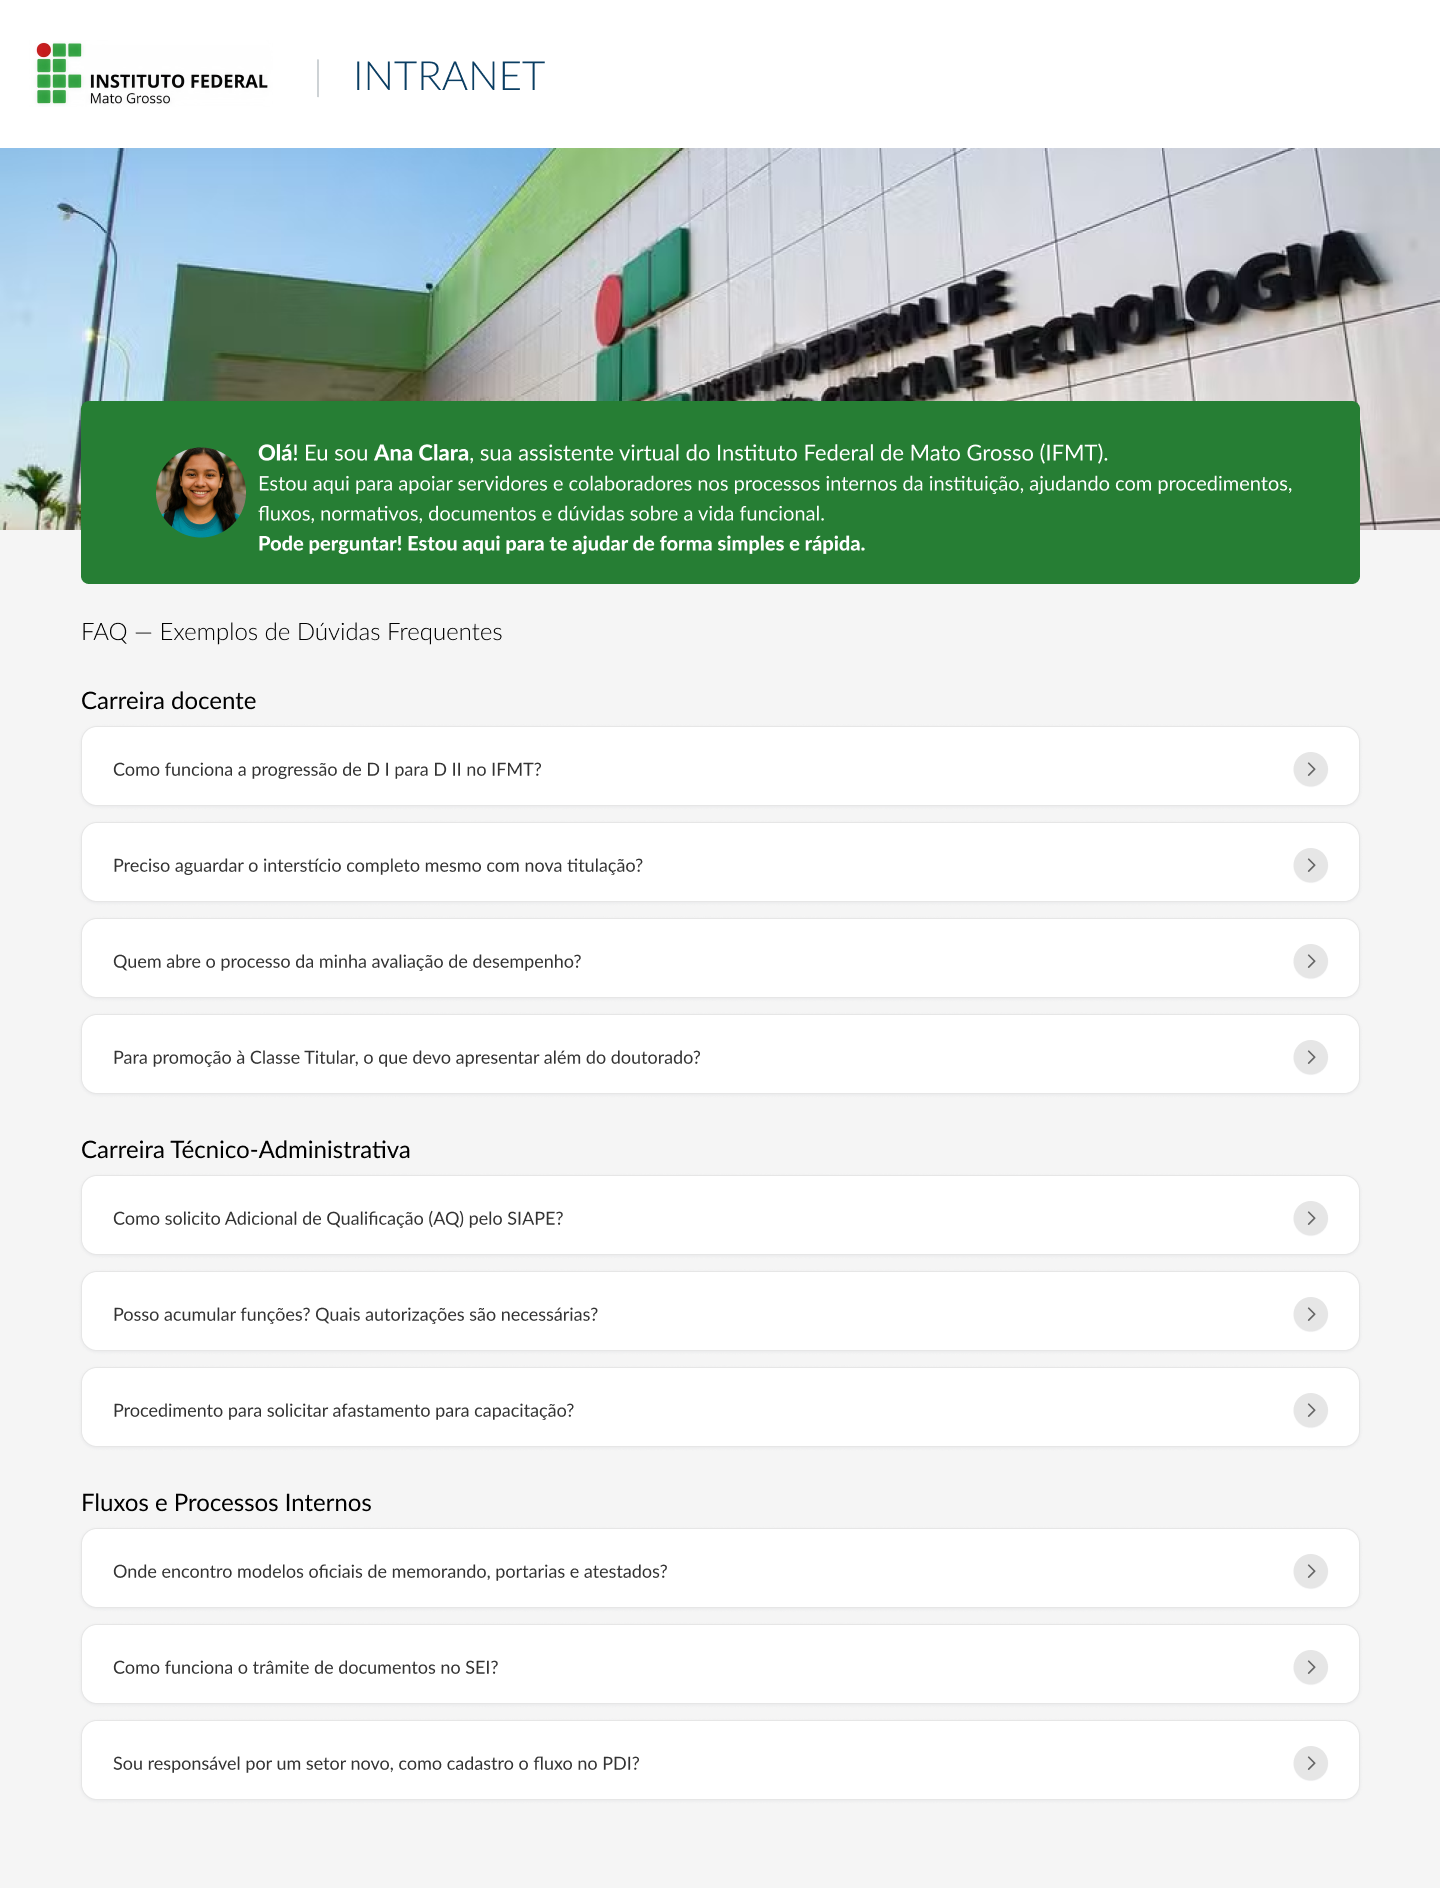 INSTITUTO FEDERAL
Mato Grosso
INTRANET
INSTITUTO FEDERAL DE
CIÊNCIA E TECNOLOGIA
Olá! Eu sou Ana Clara, sua assistente virtual do Instituto Federal de Mato Grosso (IFMT).
Estou aqui para apoiar servidores e colaboradores nos processos internos da instituição, ajudando com procedimentos,
fluxos, normativos, documentos e dúvidas sobre a vida funcional.
Pode perguntar! Estou aqui para te ajudar de forma simples e rápida.
FAQ — Exemplos de Dúvidas Frequentes
Carreira docente
Como funciona a progressão de D I para D II no IFMT?
Preciso aguardar o interstício completo mesmo com nova titulação?
Quem abre o processo da minha avaliação de desempenho?
Para promoção à Classe Titular, o que devo apresentar além do doutorado?
Carreira Técnico-Administrativa
Como solicito Adicional de Qualificação (AQ) pelo SIAPE?
Posso acumular funções? Quais autorizações são necessárias?
Procedimento para solicitar afastamento para capacitação?
Fluxos e Processos Internos
Onde encontro modelos oficiais de memorando, portarias e atestados?
Como funciona o trâmite de documentos no SEI?
Sou responsável por um setor novo, como cadastro o fluxo no PDI?